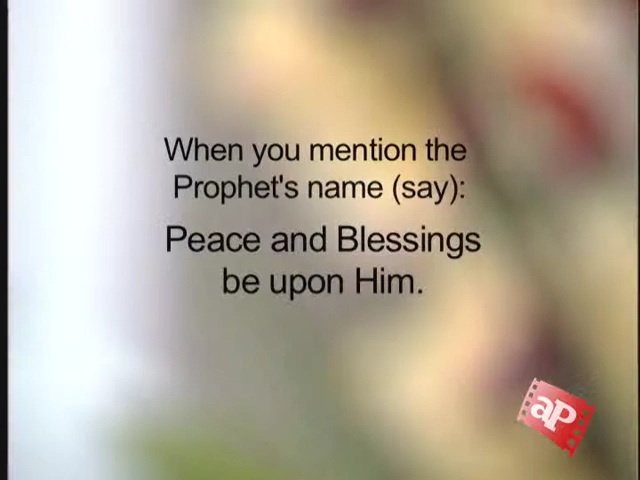 When you mention the
Prophet's name (say):
Peace and Blessings
be upon Him.
aP